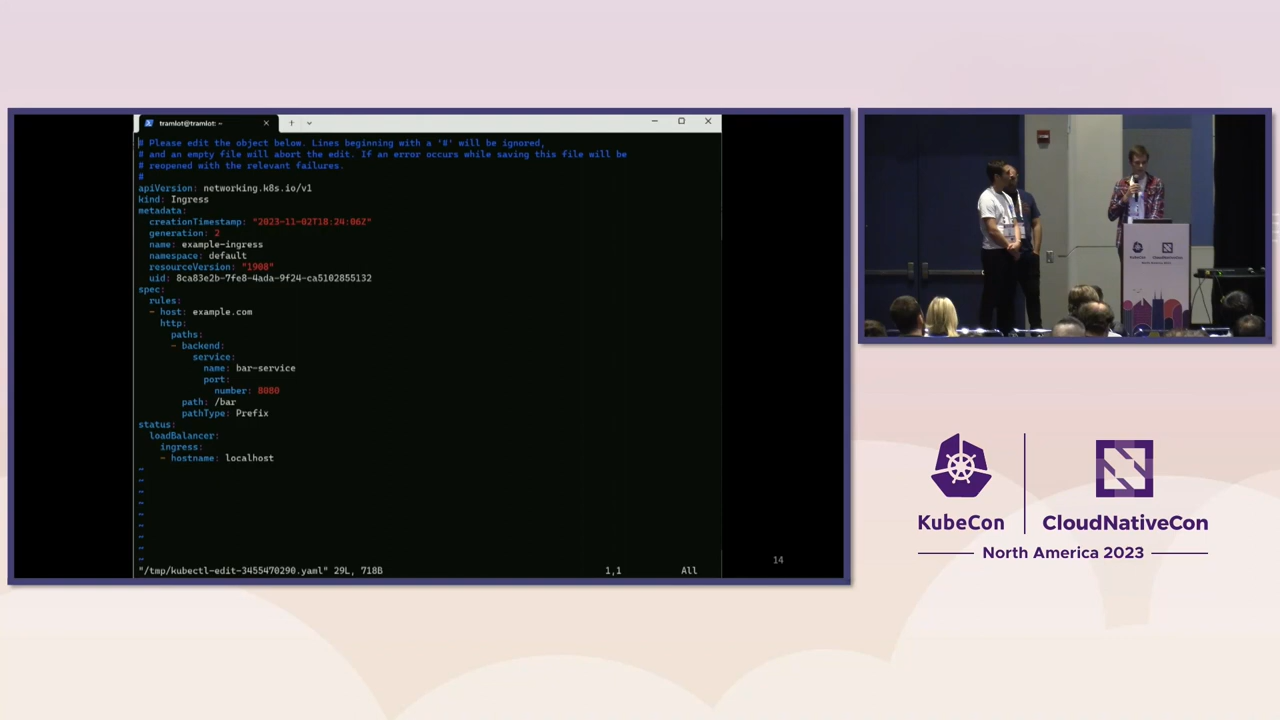 tramlot@tramlot: ~
# Please edit the object below. Lines beginning with a '#' will be ignored,
# and an empty file will abort the edit. If an error occurs while saving this file will be
# reopened with the relevant failures.
#
apiVersion: networking.k8s.io/v1
kind: Ingress
metadata:
  creationTimestamp: "2023-11-02T18:24:06Z"
  generation: 2
  name: example-ingress
  namespace: default
  resourceVersion: "1908"
  uid: 8ca83e2b-7fe8-4ada-9f24-ca5102855132
spec:
  rules:
  - host: example.com
    http:
      paths:
      - backend:
          service:
            name: bar-service
            port:
              number: 8080
        path: /bar
        pathType: Prefix
status:
  loadBalancer:
    ingress:
    - hostname: localhost
~
~
~
~
~
~
~
~
~
"/tmp/kubectl-edit-3455470290.yaml" 29L, 718B 1,1 All
14
KubeCon CloudNativeCon
North America 2023
KubeCon CloudNativeCon
North America 2023